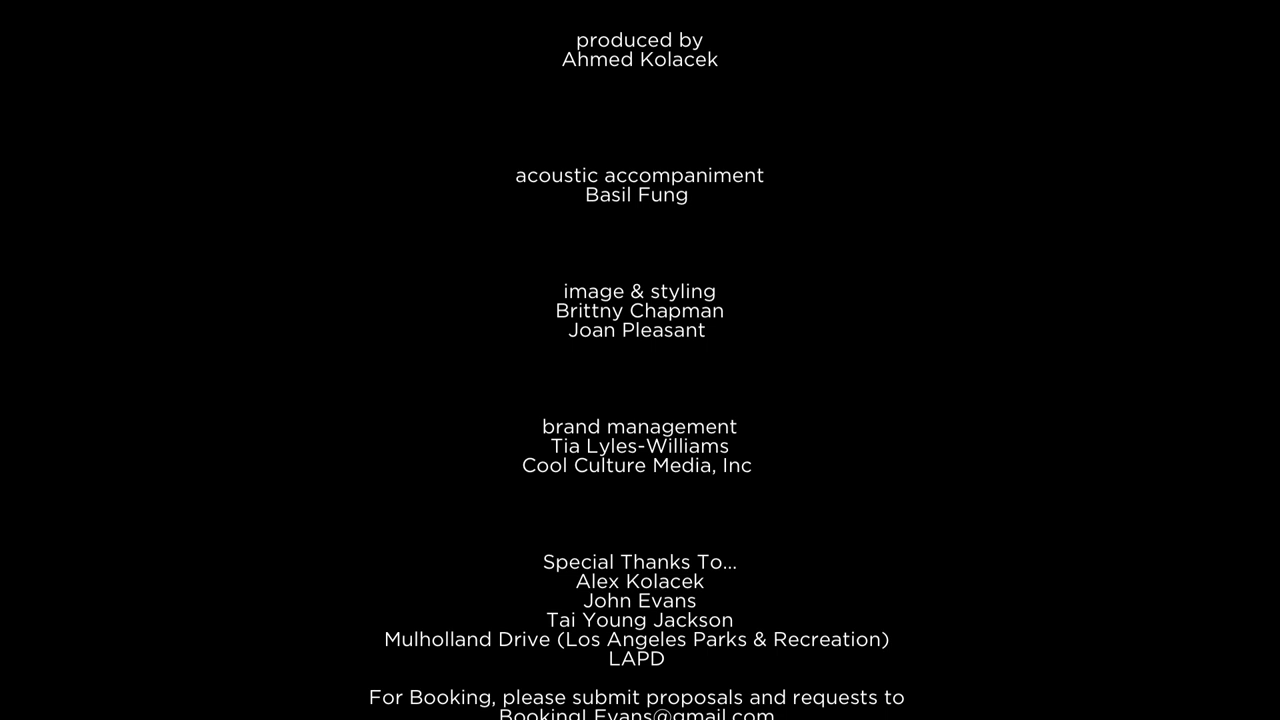 produced by
Ahmed Kolacek
acoustic accompaniment
Basil Fung
image & styling
Brittny Chapman
Joan Pleasant
brand management
Tia Lyles-Williams
Cool Culture Media, Inc
Special Thanks To...
Alex Kolacek
John Evans
Tai Young Jackson
Mulholland Drive (Los Angeles Parks & Recreation)
LAPD
For Booking, please submit proposals and requests to